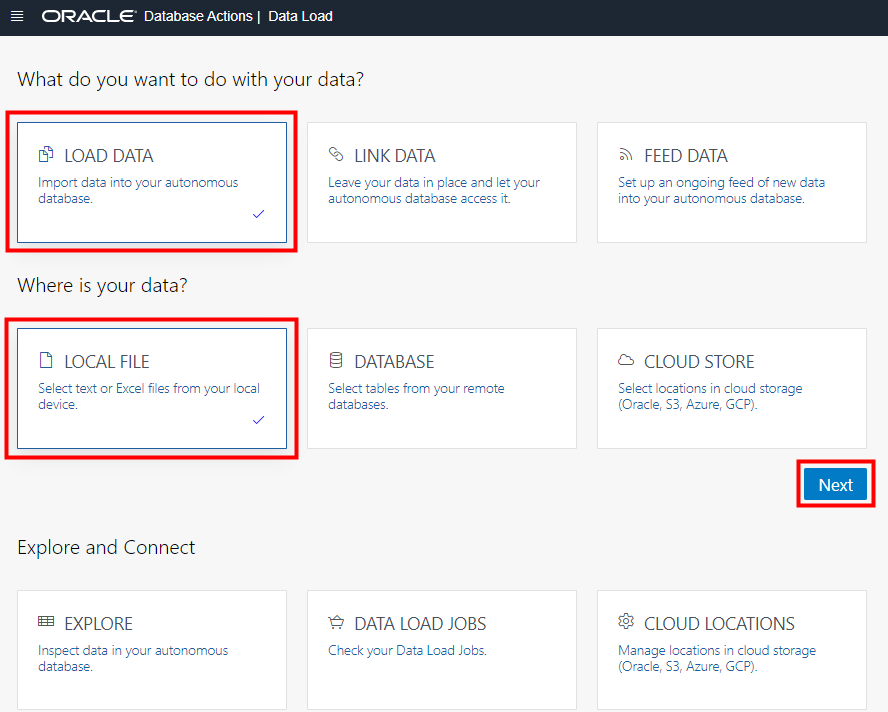 ORACLE Database Actions | Data Load
What do you want to do with your data?
LOAD DATA
Import data into your autonomous
database.
LINK DATA
Leave your data in place and let your
autonomous database access it.
FEED DATA
Set up an ongoing feed of new data
into your autonomous database.
Where is your data?
LOCAL FILE
Select text or Excel files from your local
device.
DATABASE
Select tables from your remote
databases.
CLOUD STORE
Select locations in cloud storage
(Oracle, S3, Azure, GCP).
Next
Explore and Connect
EXPLORE
Inspect data in your autonomous
database.
DATA LOAD JOBS
Check your Data Load Jobs.
CLOUD LOCATIONS
Manage locations in cloud storage
(Oracle, S3, Azure, GCP).